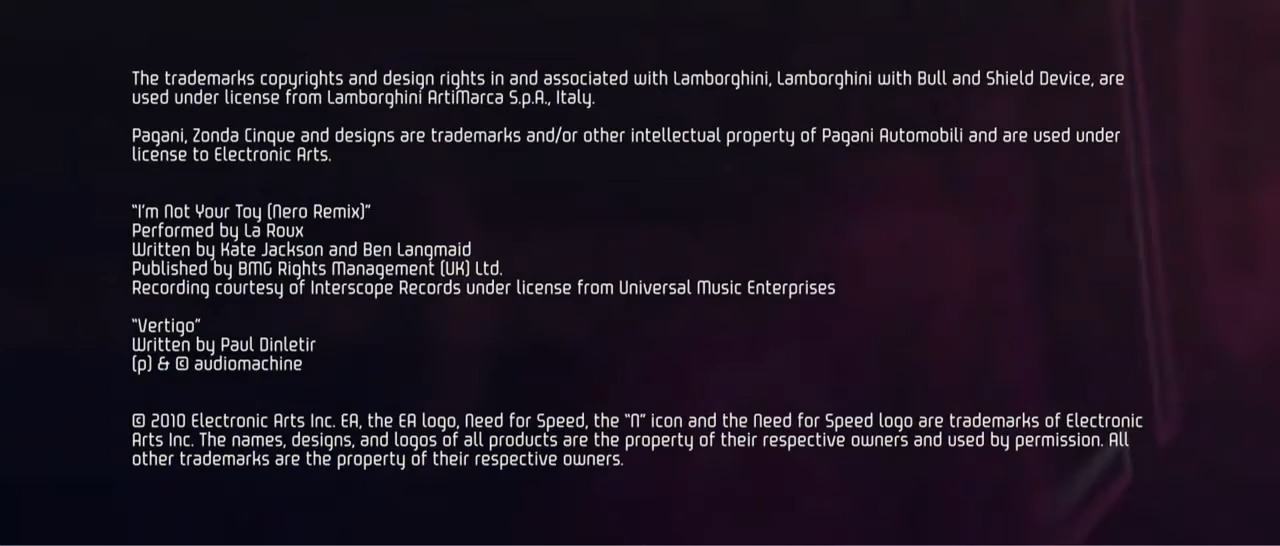 The trademarks copyrights and design rights in and associated with Lamborghini, Lamborghini with Bull and Shield Device, are
used under license from Lamborghini ArtiMarca S.p.A., Italy.
Pagani, Zonda Cinque and designs are trademarks and/or other intellectual property of Pagani Automobili and are used under
license to Electronic Arts.
“I'm Not Your Toy (Nero Remix)”
Performed by La Roux
Written by Kate Jackson and Ben Langmaid
Published by BMG Rights Management (UK) Ltd.
Recording courtesy of Interscope Records under license from Universal Music Enterprises
“Vertigo”
Written by Paul Dinletir
(p) & © audiomachine
© 2010 Electronic Arts Inc. EA, the EA logo, Need for Speed, the “N” icon and the Need for Speed logo are trademarks of Electronic
Arts Inc. The names, designs, and logos of all products are the property of their respective owners and used by permission. All
other trademarks are the property of their respective owners.